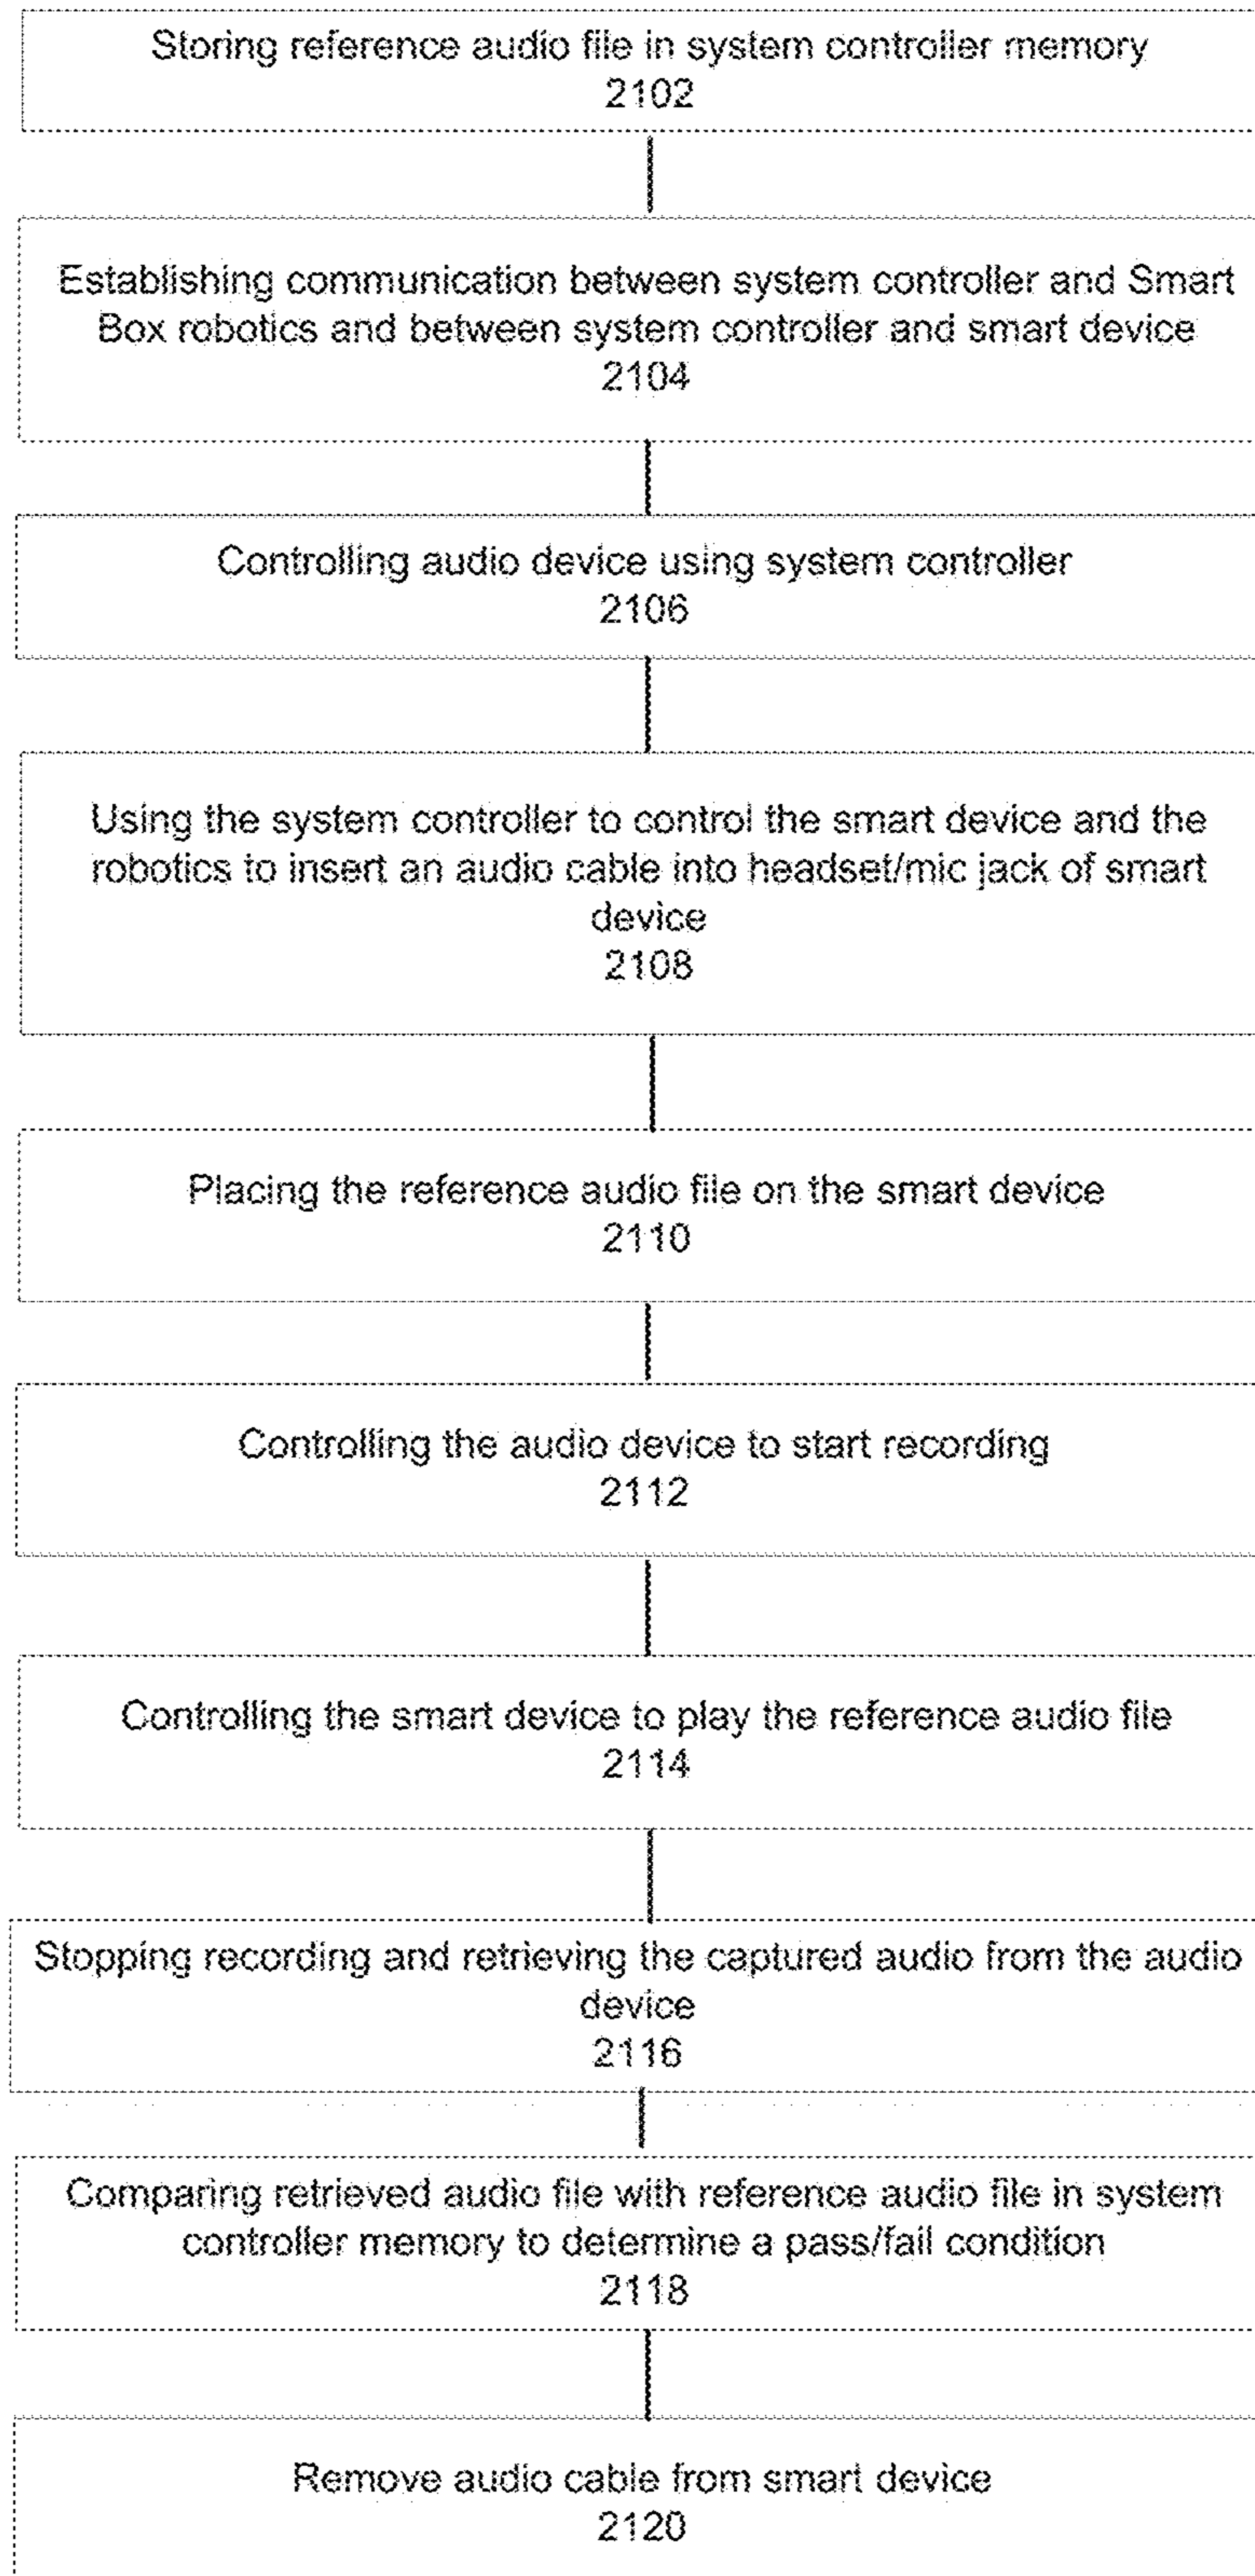 Storing reference audio file in system controller memory
2102
Establishing communication between system controller and Smart
Box robotics and between system controller and smart device
2104
Controlling audio device using system controller
2106
Using the system controller to control the smart device and the
robotics to insert an audio cable into headset/mic jack of smart
device
2108
Placing the reference audio file on the smart device
2110
Controlling the audio device to start recording
2112
Controlling the smart device to play the reference audio file
2114
Stopping recording and retrieving the captured audio from the audio
device
2116
Comparing retrieved audio file with reference audio file in system
controller memory to determine a pass/fail condition
2118
Remove audio cable from smart device
2120